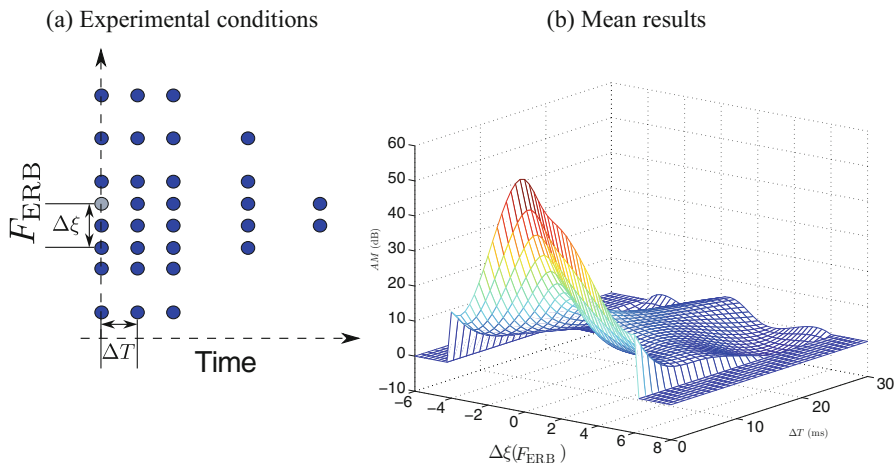 (a) Experimental conditions
(b) Mean results
F_ERB
Δξ
ΔT
Time
60
50
40
30
20
10
0
−10
AM (dB)
−6
−4
−2
0
2
4
6
8
Δξ(F_ERB)
0
10
20
30
ΔT (ms)